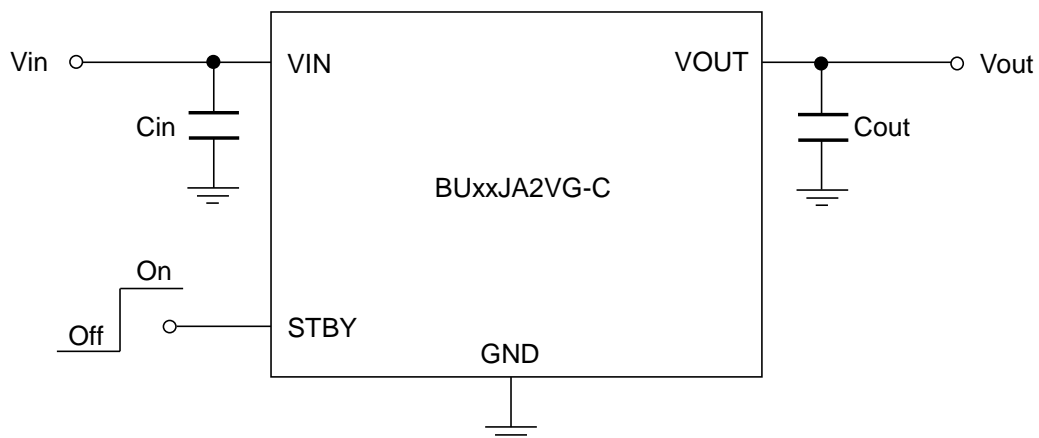 Vin
VIN
VOUT
Vout
Cin
Cout
BUxxJA2VG-C
On
Off
STBY
GND